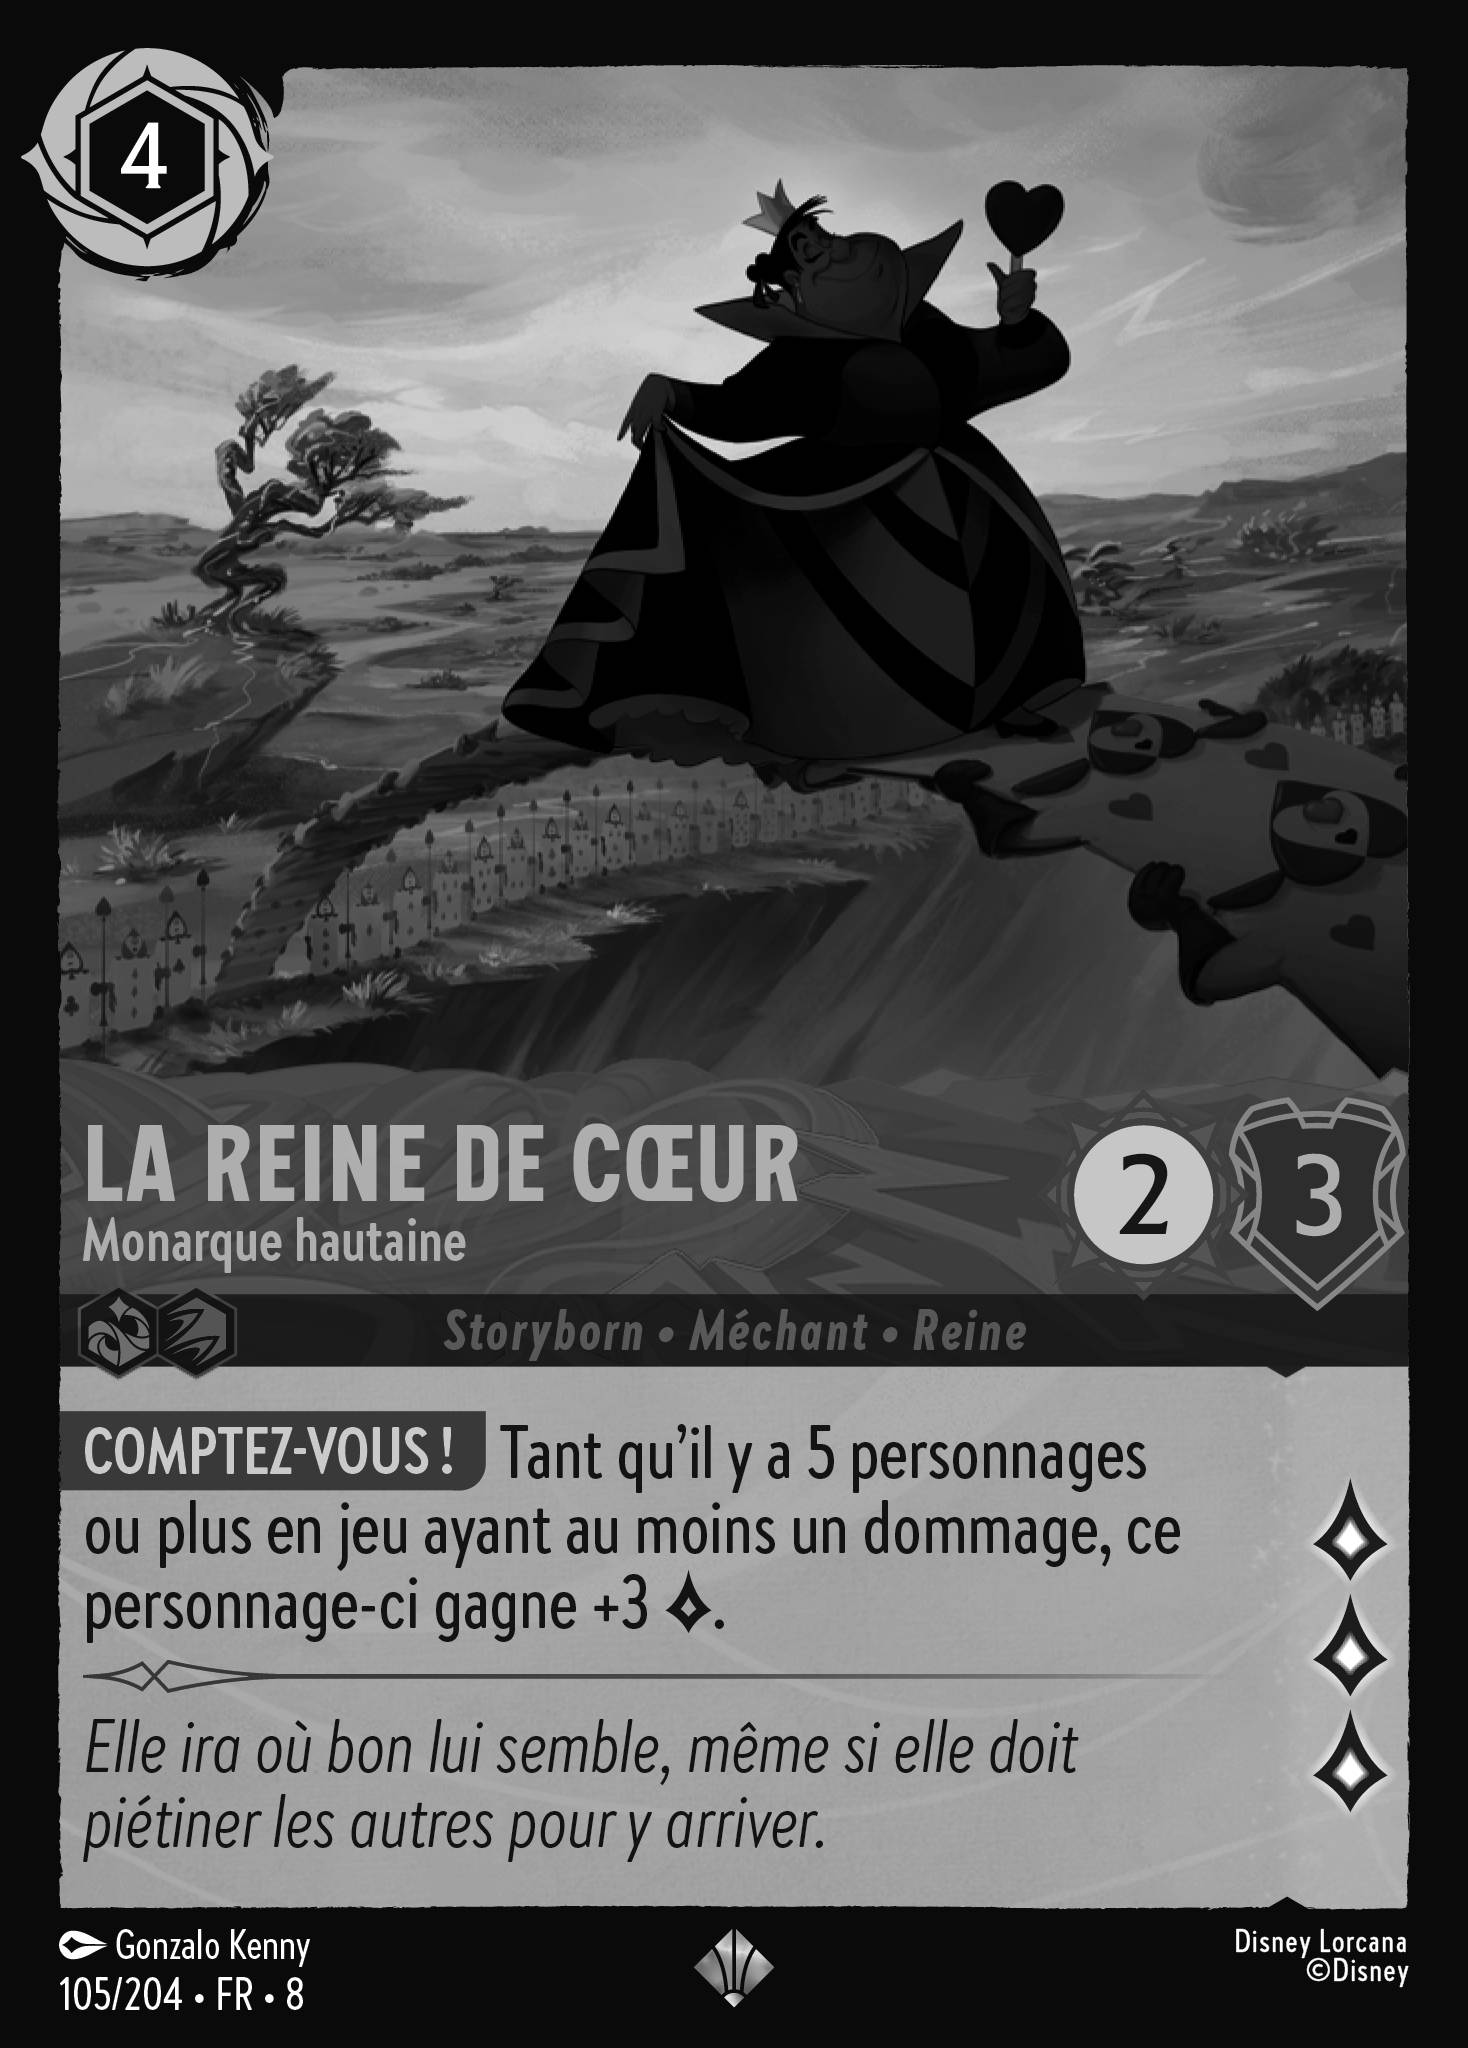 4
LA REINE DE CŒUR
Monarque hautaine
2
3
Storyborn • Méchant • Reine
COMPTEZ-VOUS ! Tant qu’il y a 5 personnages
ou plus en jeu ayant au moins un dommage, ce
personnage-ci gagne +3 .
Elle ira où bon lui semble, même si elle doit
piétiner les autres pour y arriver.
Gonzalo Kenny
105/204 • FR • 8
Disney Lorcana
©Disney